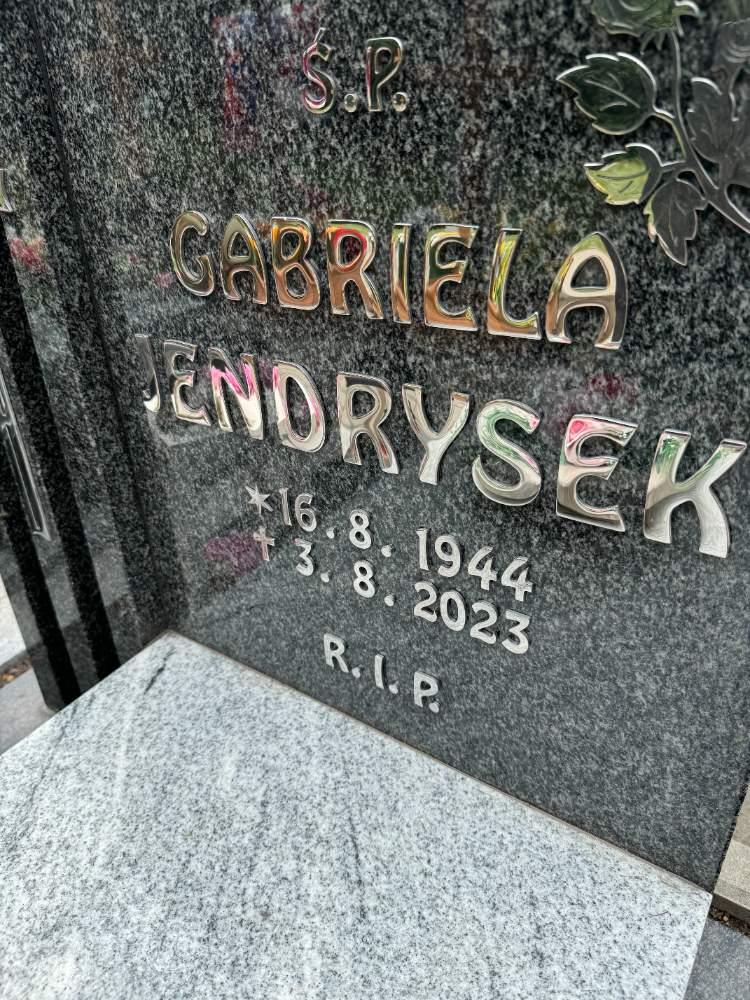 Ś.P.
GABRIELA
JENDRYSEK
*16.8.1944
✝ 3.8.2023
R.I.P.